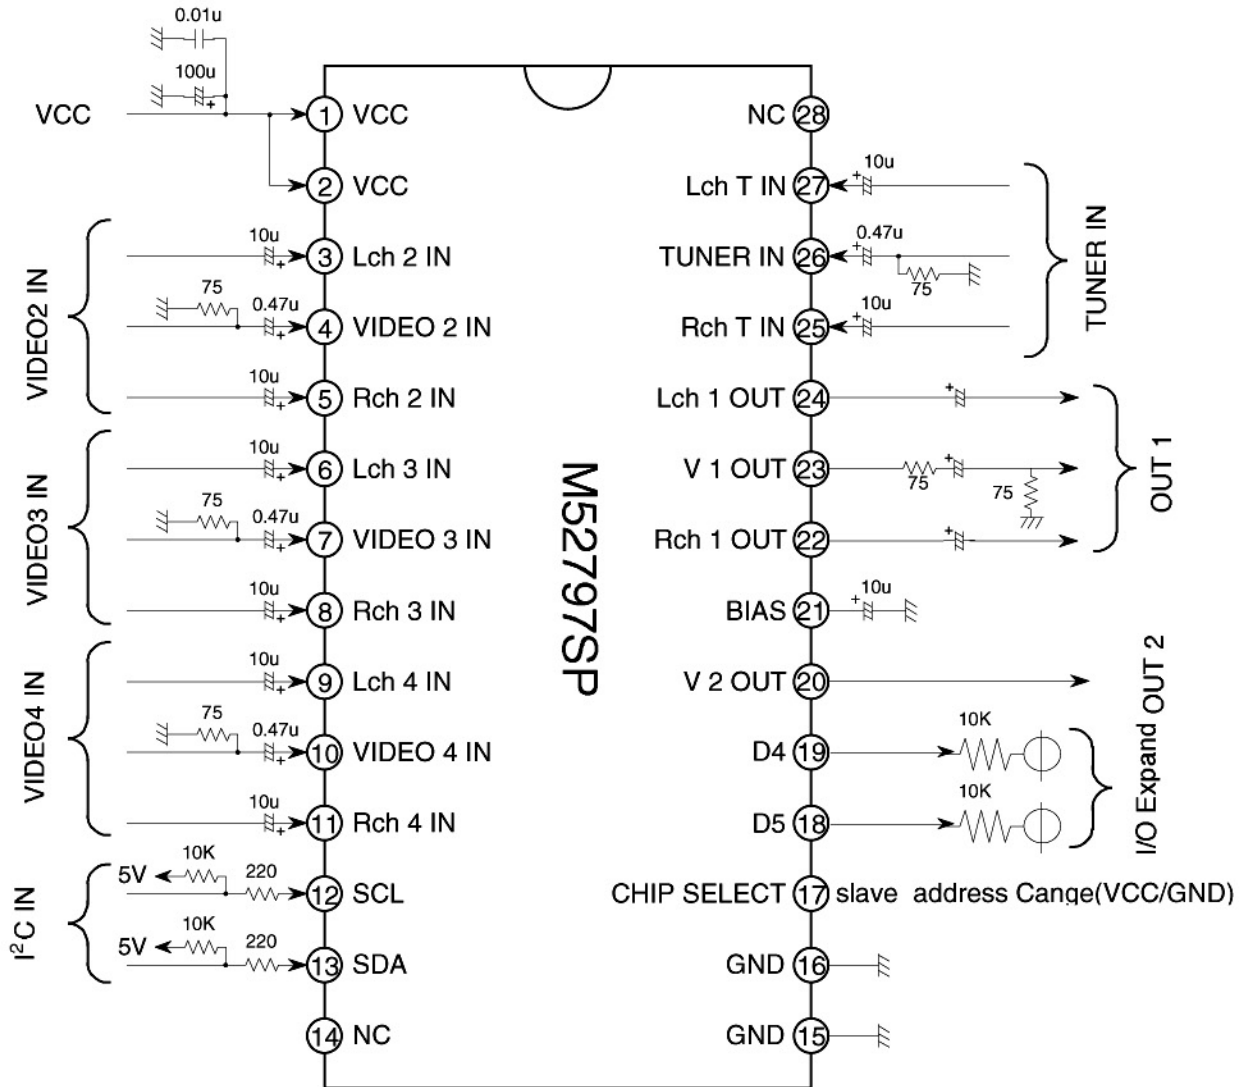 0.01u
100u
VCC
1 VCC
2 VCC
VIDEO2 IN
10u
3 Lch 2 IN
75
0.47u
4 VIDEO 2 IN
10u
5 Rch 2 IN
VIDEO3 IN
10u
6 Lch 3 IN
75
0.47u
7 VIDEO 3 IN
10u
8 Rch 3 IN
VIDEO4 IN
10u
9 Lch 4 IN
75
0.47u
10 VIDEO 4 IN
10u
11 Rch 4 IN
I²C IN
5V
10K
220
12 SCL
5V
10K
220
13 SDA
14 NC
M52797SP
NC 28
Lch T IN 27
10u
TUNER IN 26
0.47u
75
Rch T IN 25
10u
TUNER IN
Lch 1 OUT 24
V 1 OUT 23
75
75
Rch 1 OUT 22
OUT 1
BIAS 21
10u
V 2 OUT 20
OUT 2
D4 19
10K
D5 18
10K
I/O Expand
CHIP SELECT 17 slave address Cange(VCC/GND)
GND 16
GND 15